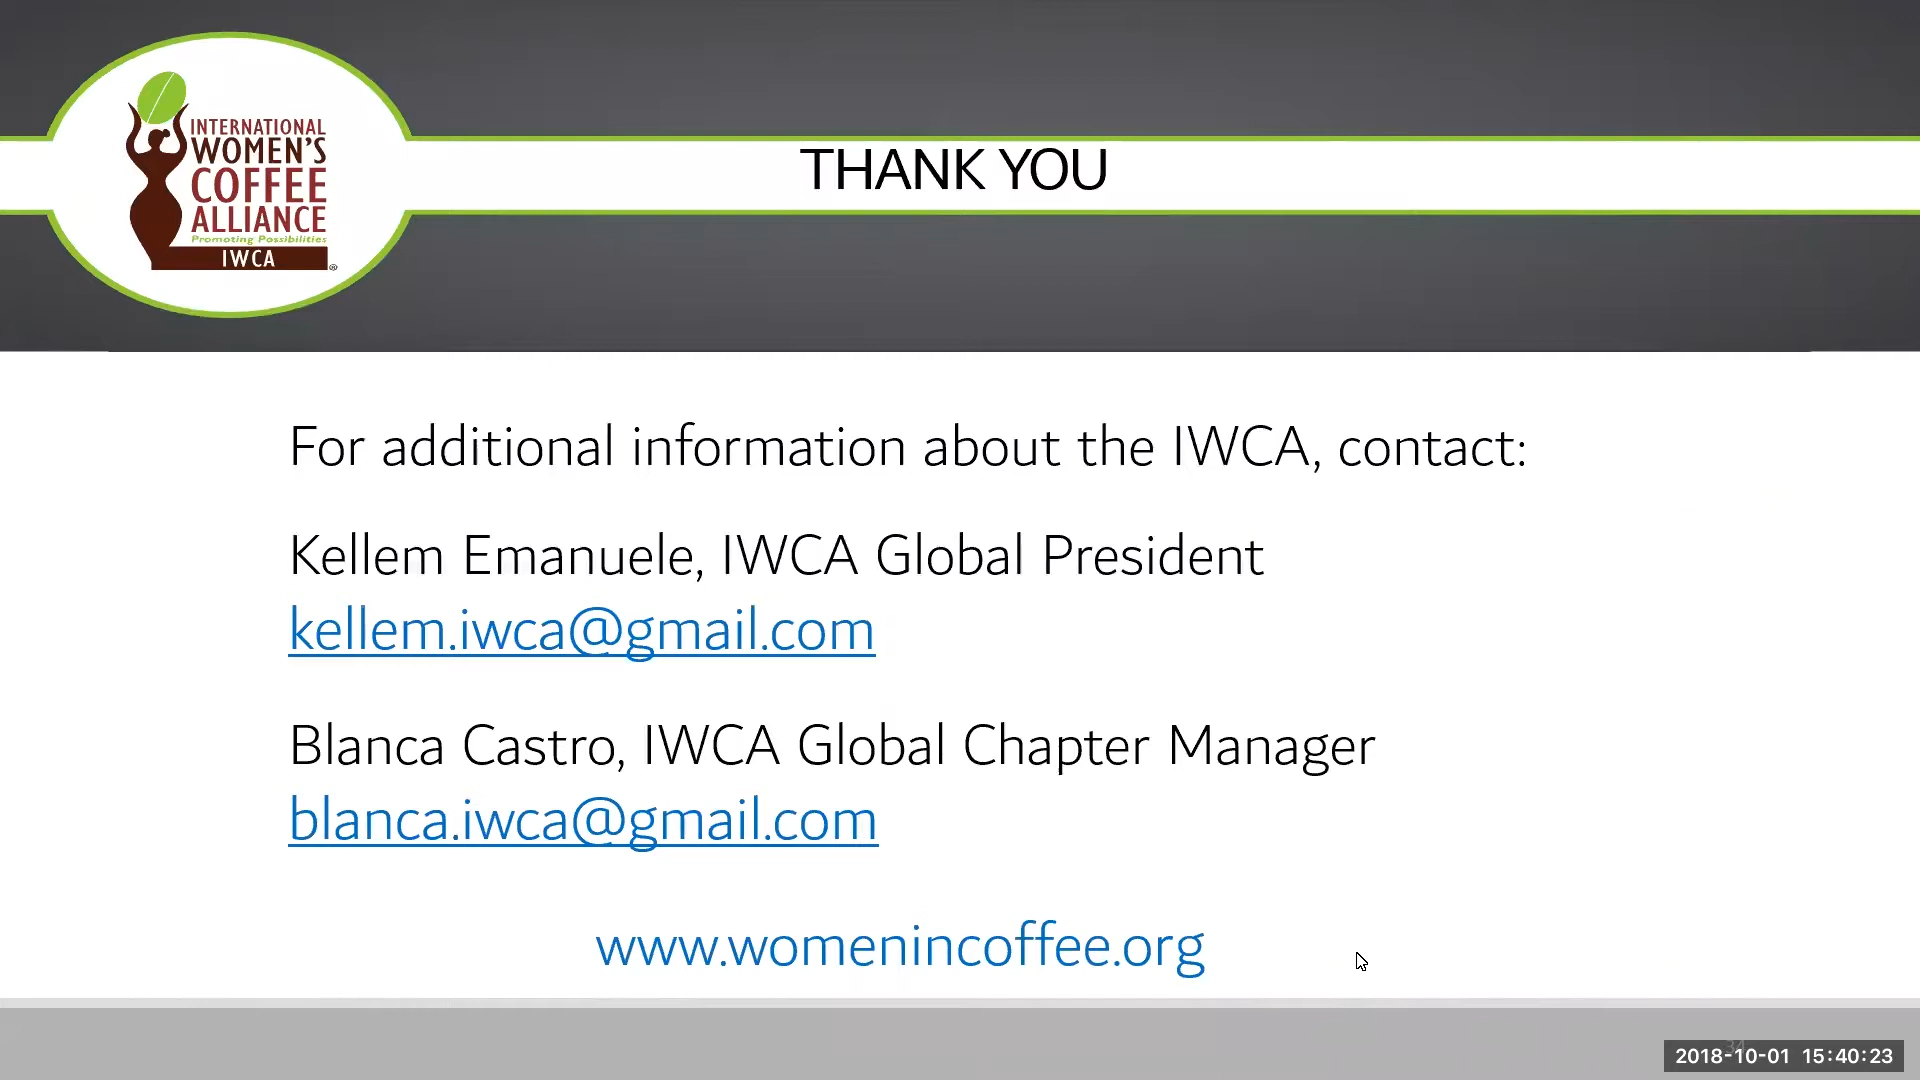 INTERNATIONAL
WOMEN'S
COFFEE
ALLIANCE
Promoting Possibilities
IWCA
®
THANK YOU
For additional information about the IWCA, contact:
Kellem Emanuele, IWCA Global President
kellem.iwca@gmail.com
Blanca Castro, IWCA Global Chapter Manager
blanca.iwca@gmail.com
www.womenincoffee.org
2018-10-01 15:40:23